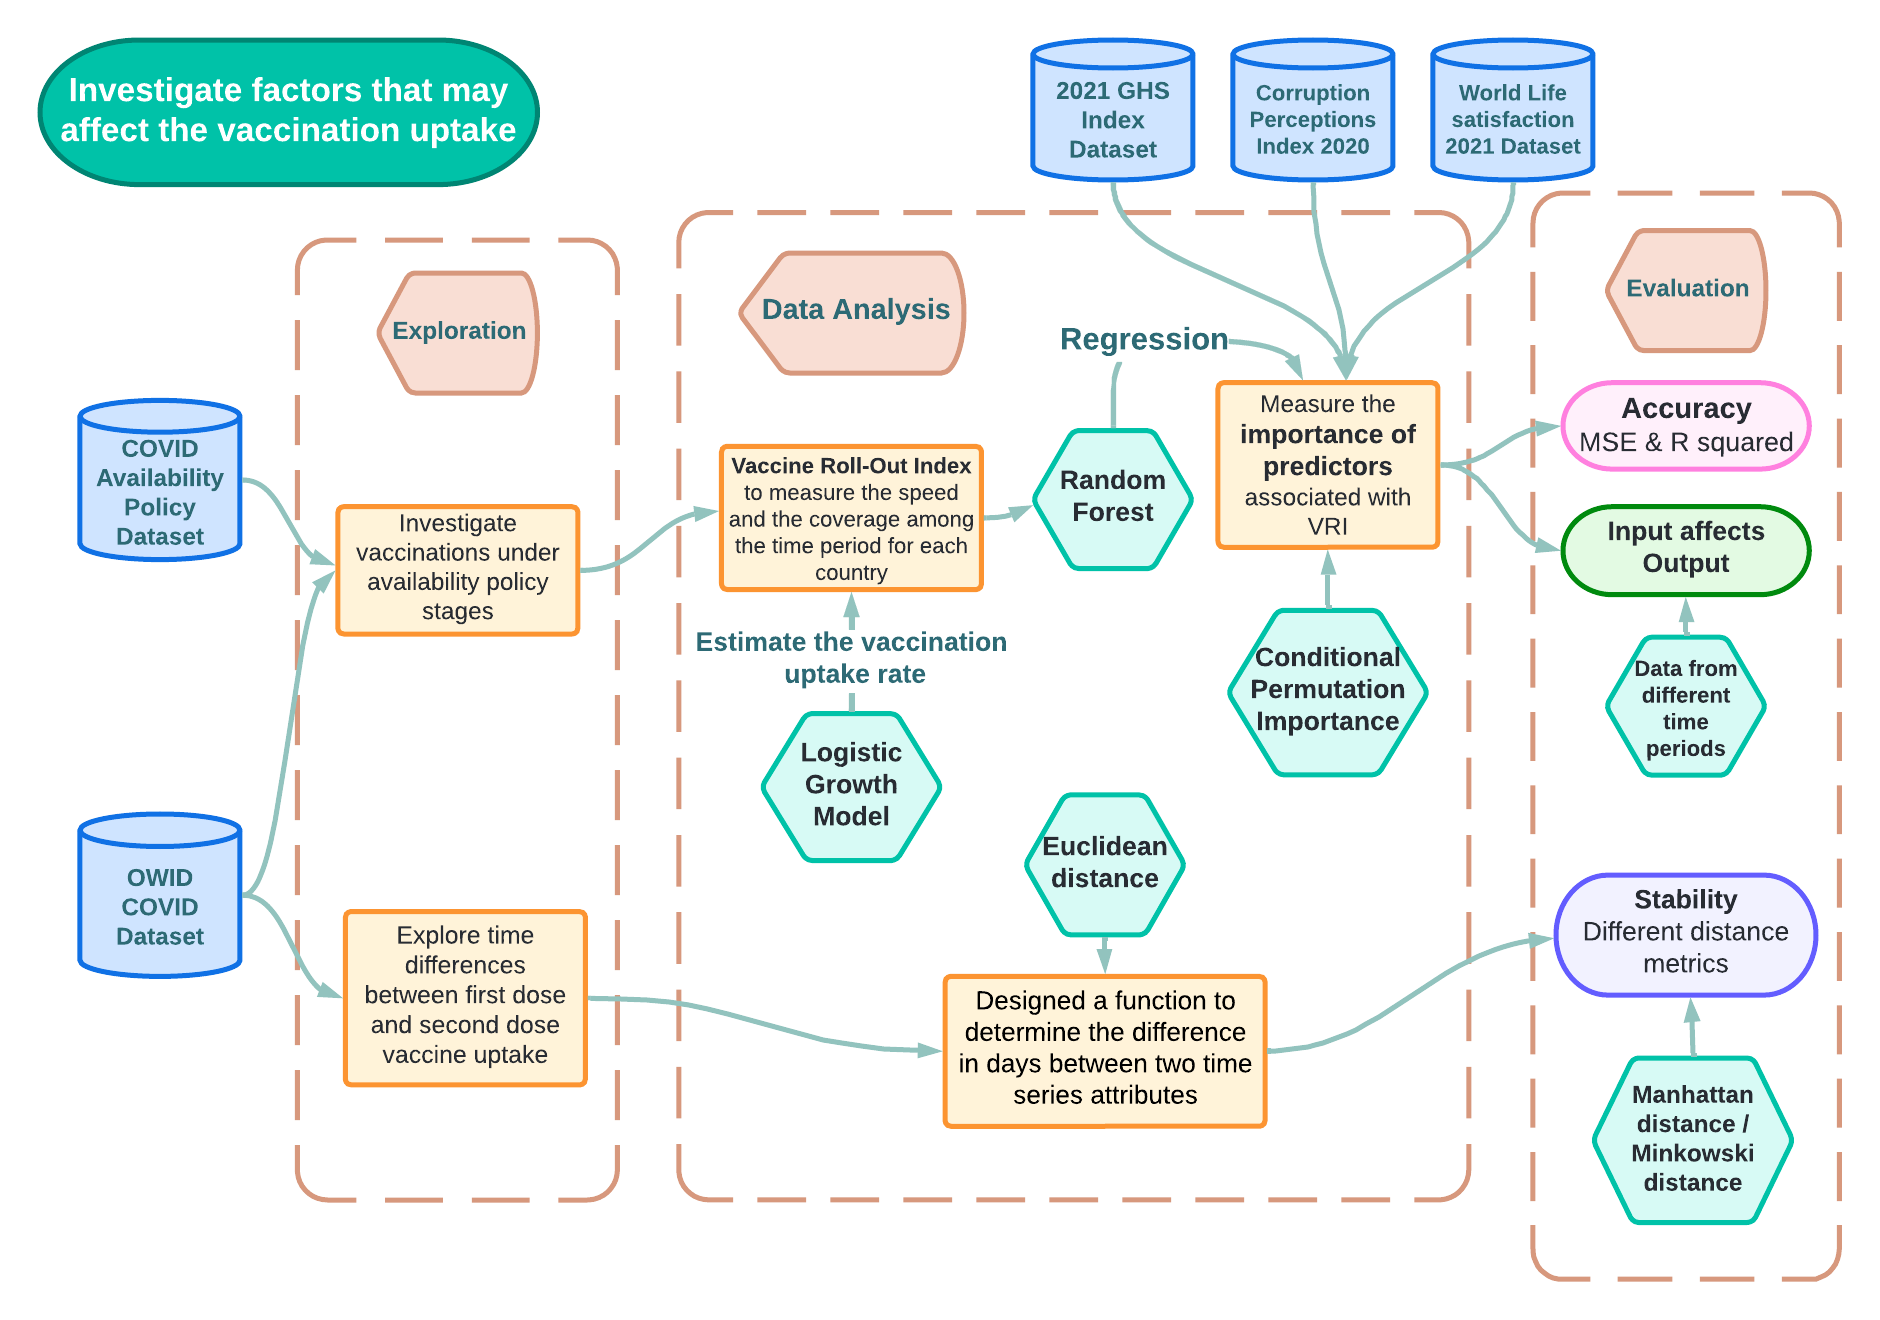 Investigate factors that may
affect the vaccination uptake
2021 GHS
Index
Dataset
Corruption
Perceptions
Index 2020
World Life
satisfaction
2021 Dataset
Exploration
Data Analysis
Evaluation
COVID
Availability
Policy
Dataset
OWID
COVID
Dataset
Investigate
vaccinations under
availability policy
stages
Explore time
differences
between first dose
and second dose
vaccine uptake
Vaccine Roll-Out Index
to measure the speed
and the coverage among
the time period for each
country
Estimate the vaccination
uptake rate
Logistic
Growth
Model
Random
Forest
Regression
Measure the
importance of
predictors
associated with
VRI
Conditional
Permutation
Importance
Euclidean
distance
Designed a function to
determine the difference
in days between two time
series attributes
Accuracy
MSE & R squared
Input affects
Output
Data from
different
time
periods
Stability
Different distance
metrics
Manhattan
distance /
Minkowski
distance